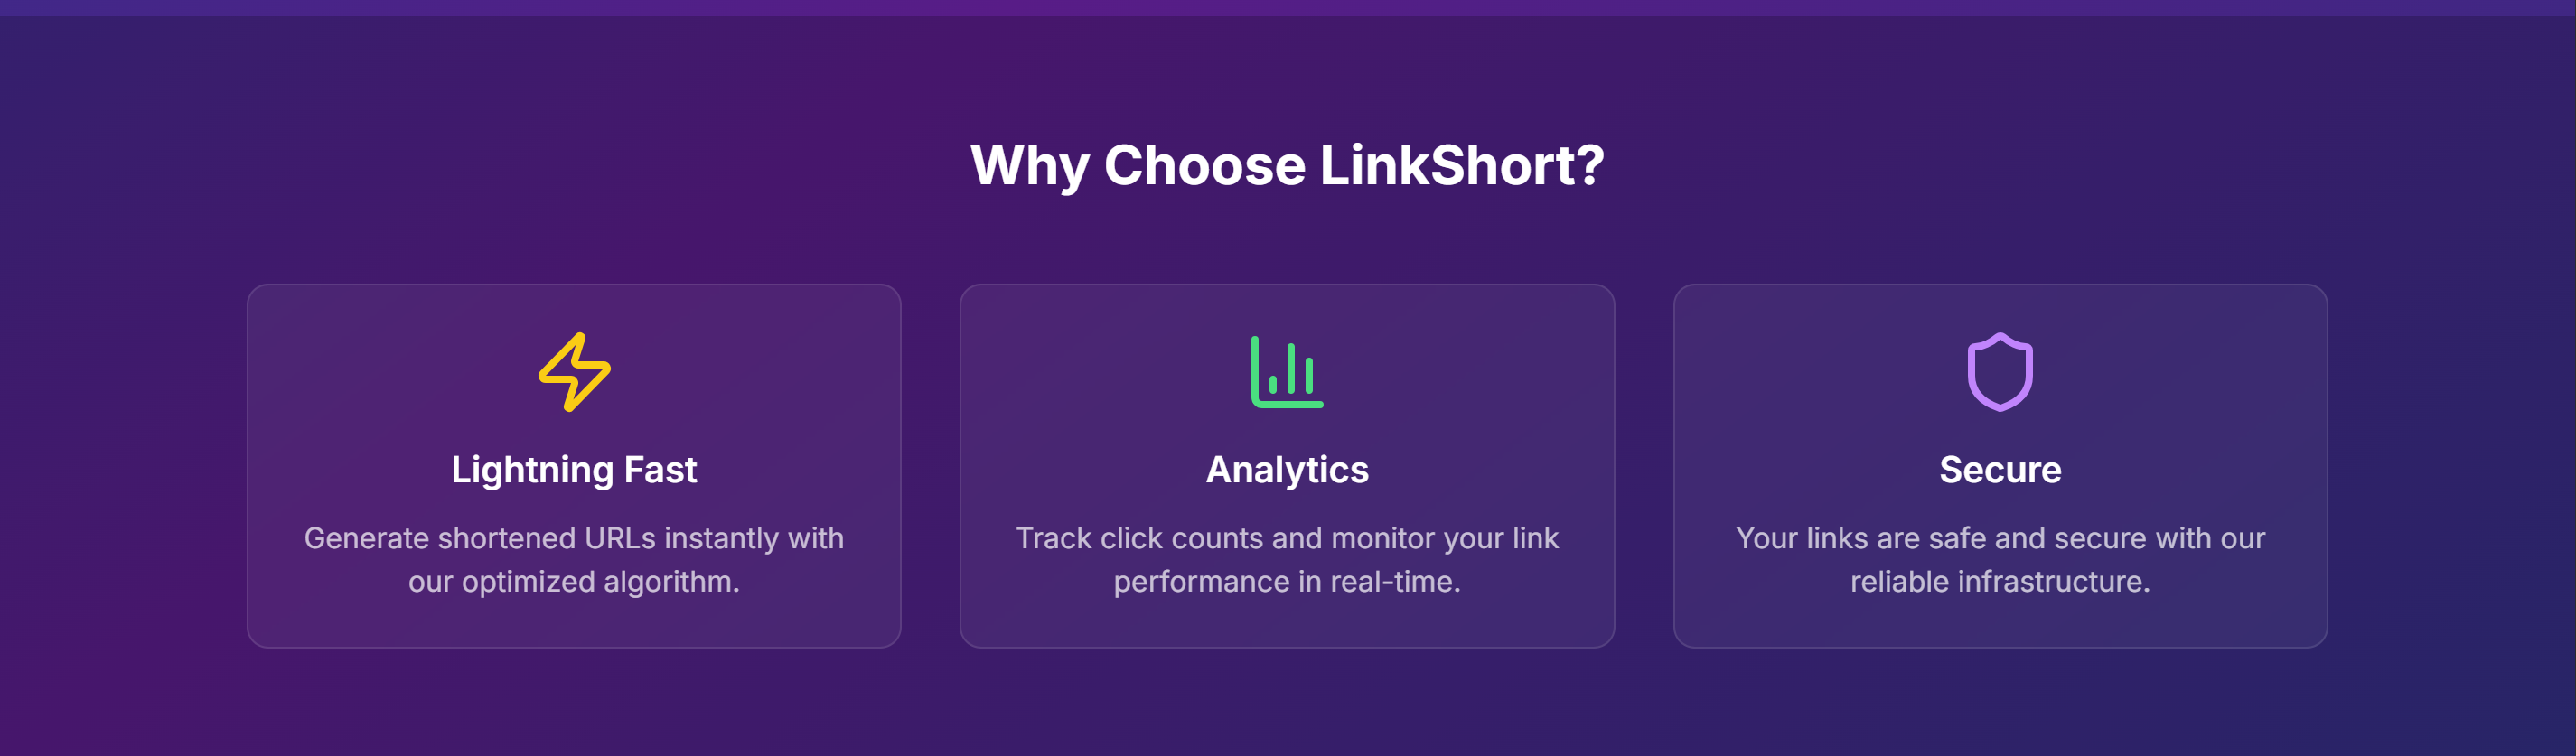 Why Choose LinkShort?
Lightning Fast
Generate shortened URLs instantly with
our optimized algorithm.
Analytics
Track click counts and monitor your link
performance in real-time.
Secure
Your links are safe and secure with our
reliable infrastructure.